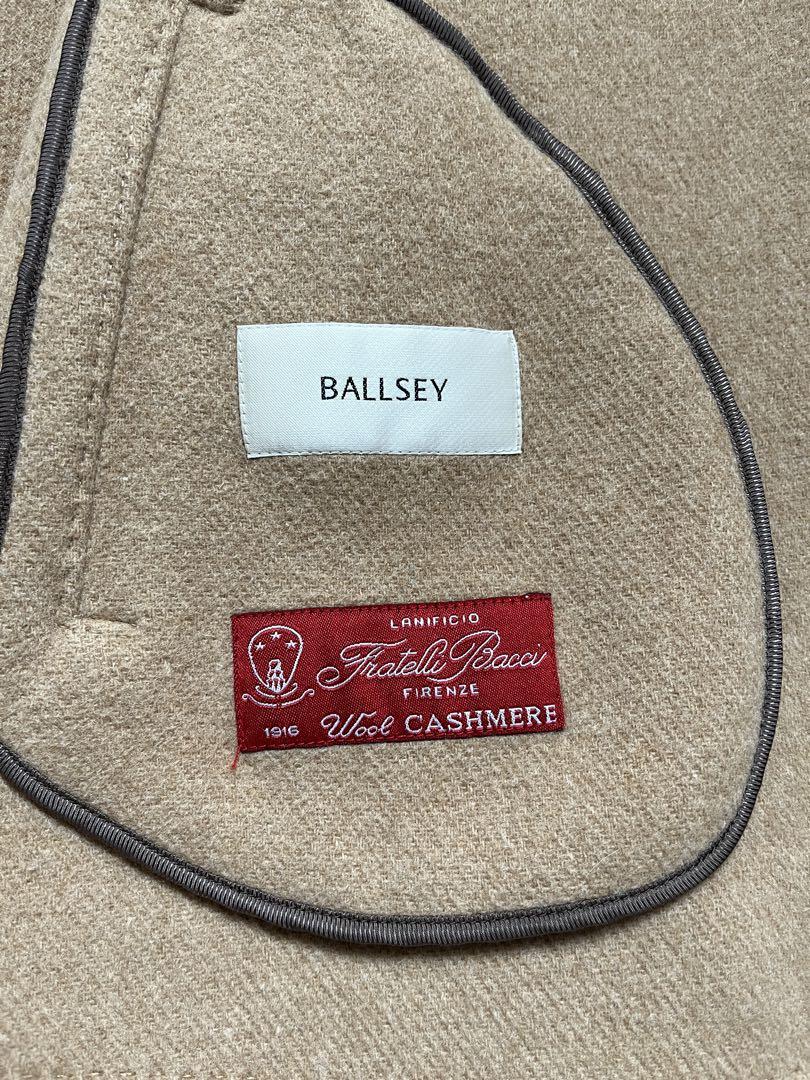 BALLSEY
LANIFICIO
Fratelli Bacci
FIRENZE
1916 Wool CASHMERE